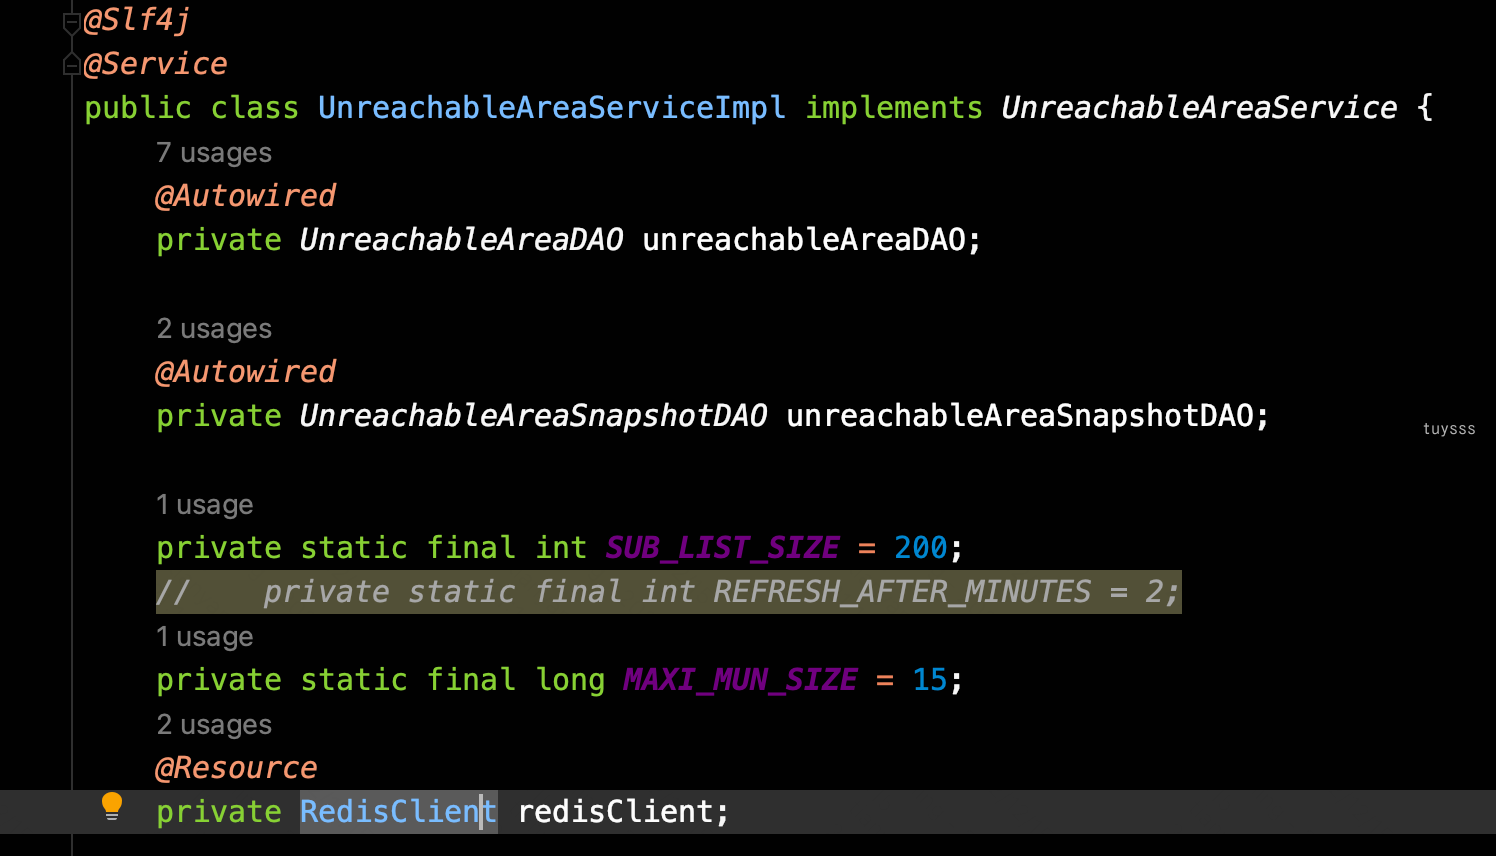 @Slf4j
@Service
public class UnreachableAreaServiceImpl implements UnreachableAreaService {
7 usages
@Autowired
private UnreachableAreaDAO unreachableAreaDAO;
2 usages
@Autowired
private UnreachableAreaSnapshotDAO unreachableAreaSnapshotDAO;
tuysss
1 usage
private static final int SUB_LIST_SIZE = 200;
//    private static final int REFRESH_AFTER_MINUTES = 2;
1 usage
private static final long MAXI_MUN_SIZE = 15;
2 usages
@Resource
private RedisClient redisClient;